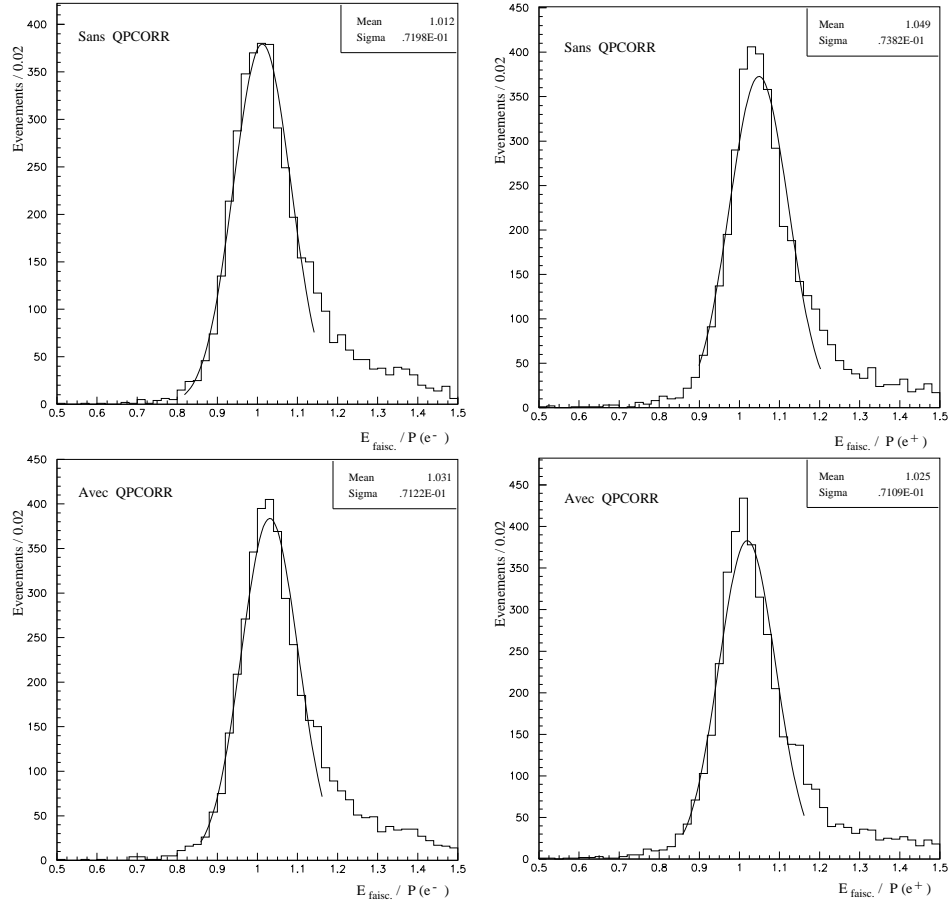 Mean 1.012
Sigma .7198E-01
Sans QPCORR
Evenements / 0.02
400
350
300
250
200
150
100
50
0
0.5 0.6 0.7 0.8 0.9 1 1.1 1.2 1.3 1.4 1.5
E faisc. / P (e- )
Mean 1.049
Sigma .7382E-01
Sans QPCORR
Evenements / 0.02
450
400
350
300
250
200
150
100
50
0
0.5 0.6 0.7 0.8 0.9 1 1.1 1.2 1.3 1.4 1.5
E faisc. / P (e+ )
Mean 1.031
Sigma .7122E-01
Avec QPCORR
Evenements / 0.02
450
400
350
300
250
200
150
100
50
0
0.5 0.6 0.7 0.8 0.9 1 1.1 1.2 1.3 1.4 1.5
E faisc. / P (e- )
Mean 1.025
Sigma .7109E-01
Avec QPCORR
Evenements / 0.02
450
400
350
300
250
200
150
100
50
0
0.5 0.6 0.7 0.8 0.9 1 1.1 1.2 1.3 1.4 1.5
E faisc. / P (e+ )